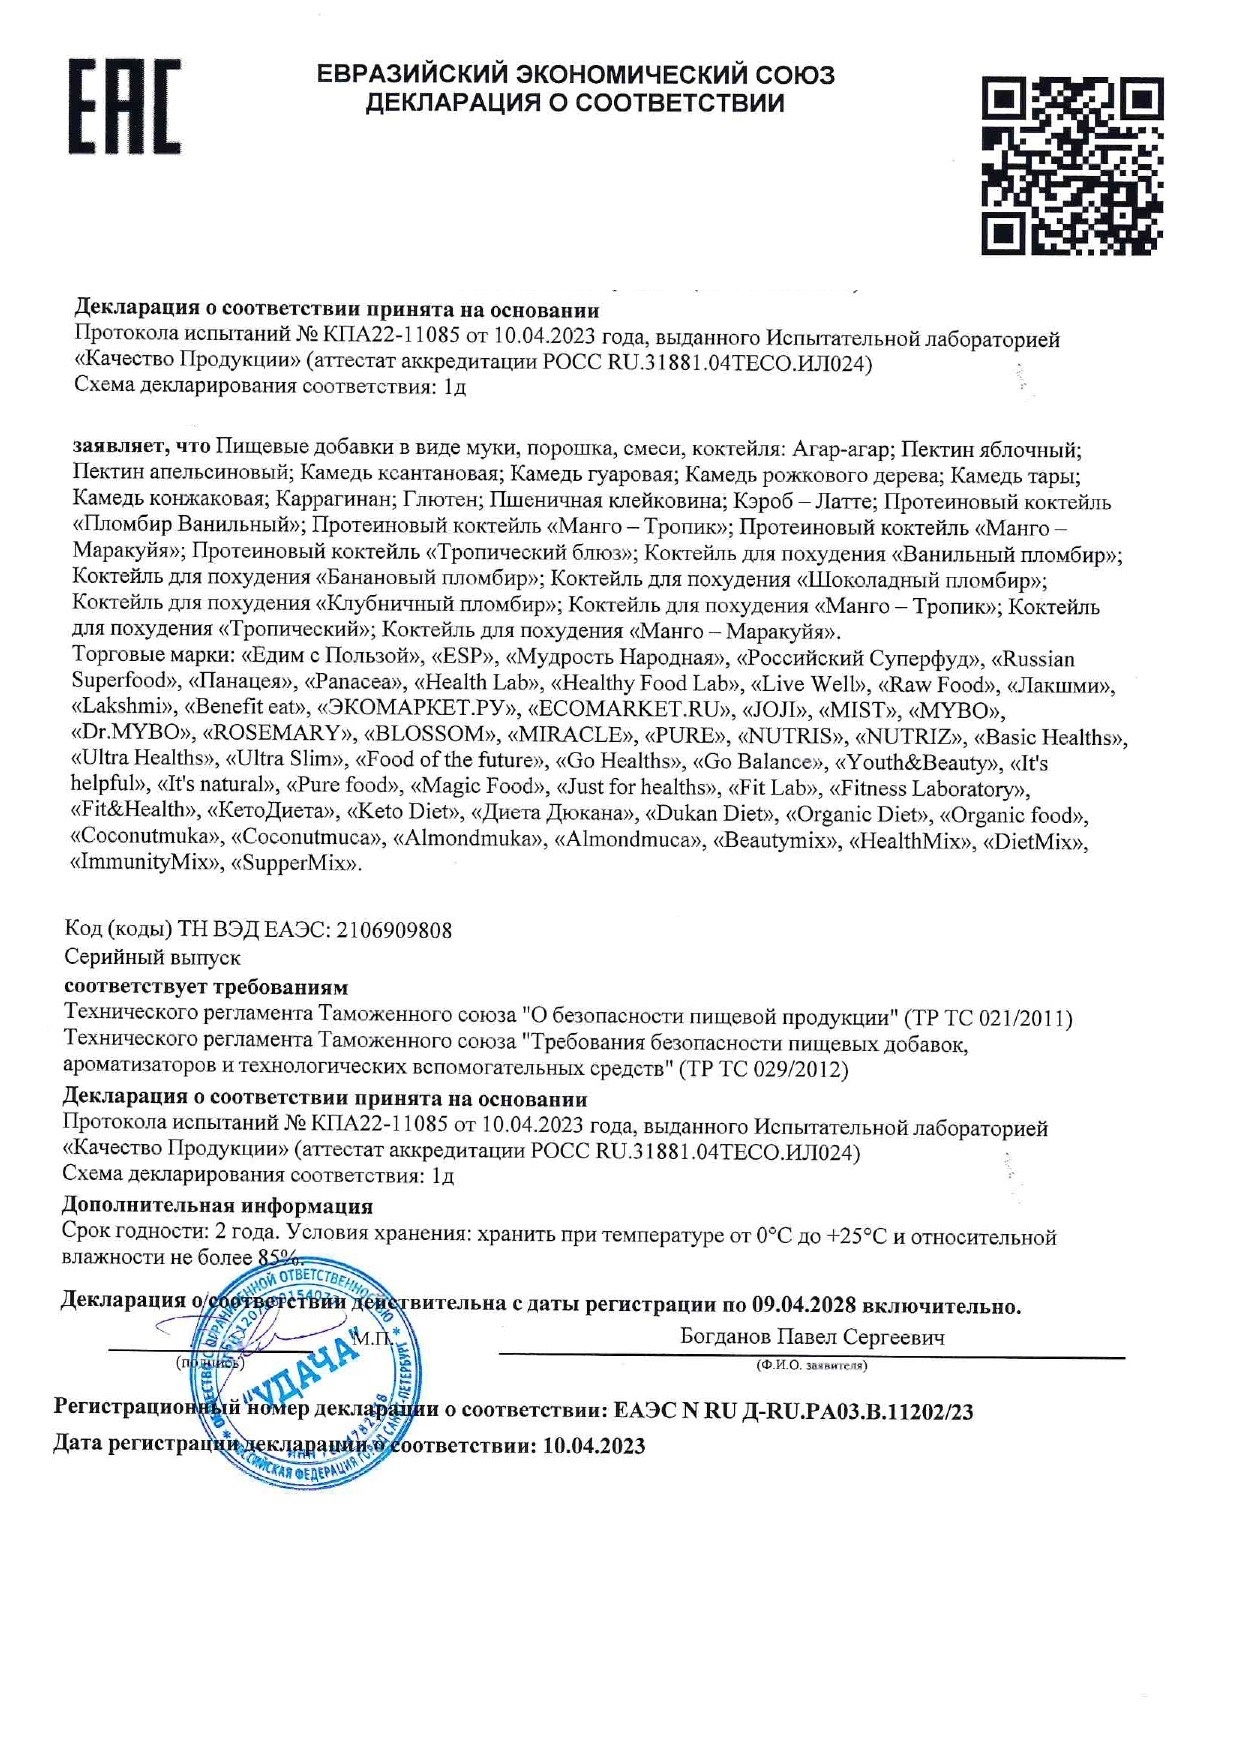 ЕАС
ЕВРАЗИЙСКИЙ ЭКОНОМИЧЕСКИЙ СОЮЗ
ДЕКЛАРАЦИЯ О СООТВЕТСТВИИ
Декларация о соответствии принята на основании
Протокола испытаний № КПА22-11085 от 10.04.2023 года, выданного Испытательной лабораторией
«Качество Продукции» (аттестат аккредитации РОСС RU.31881.04ТЕСО.ИЛ024)
Схема декларирования соответствия: 1д
заявляет, что Пищевые добавки в виде муки, порошка, смеси, коктейля: Агар-агар; Пектин яблочный;
Пектин апельсиновый; Камедь ксантановая; Камедь гуаровая; Камедь рожкового дерева; Камедь тары;
Камедь конжаковая; Каррагинан; Глютен; Пшеничная клейковина; Кэроб – Латте; Протеиновый коктейль
«Пломбир Ванильный»; Протеиновый коктейль «Манго – Тропик»; Протеиновый коктейль «Манго –
Маракуйя»; Протеиновый коктейль «Тропический блюз»; Коктейль для похудения «Ванильный пломбир»;
Коктейль для похудения «Банановый пломбир»; Коктейль для похудения «Шоколадный пломбир»;
Коктейль для похудения «Клубничный пломбир»; Коктейль для похудения «Манго – Тропик»; Коктейль
для похудения «Тропический»; Коктейль для похудения «Манго – Маракуйя».
Торговые марки: «Едим с Пользой», «ESP», «Мудрость Народная», «Российский Суперфуд», «Russian
Superfood», «Панацея», «Panacea», «Health Lab», «Healthy Food Lab», «Live Well», «Raw Food», «Лакшми»,
«Lakshmi», «Benefit eat», «ЭКОМАРКЕТ.РУ», «ECOMARKET.RU», «JOJI», «MIST», «MYBO»,
«Dr.MYBO», «ROSEMARY», «BLOSSOM», «MIRACLE», «PURE», «NUTRIS», «NUTRIZ», «Basic Healths»,
«Ultra Healths», «Ultra Slim», «Food of the future», «Go Healths», «Go Balance», «Youth&Beauty», «It's
helpful», «It's natural», «Pure food», «Magic Food», «Just for healths», «Fit Lab», «Fitness Laboratory»,
«Fit&Health», «КетоДиета», «Keto Diet», «Диета Дюкана», «Dukan Diet», «Organic Diet», «Organic food»,
«Coconutmuka», «Coconutmuca», «Almondmuka», «Almondmuca», «Beautymix», «HealthMix», «DietMix»,
«ImmunityMix», «SupperMix».
Код (коды) ТН ВЭД ЕАЭС: 2106909808
Серийный выпуск
соответствует требованиям
Технического регламента Таможенного союза "О безопасности пищевой продукции" (ТР ТС 021/2011)
Технического регламента Таможенного союза "Требования безопасности пищевых добавок,
ароматизаторов и технологических вспомогательных средств" (ТР ТС 029/2012)
Декларация о соответствии принята на основании
Протокола испытаний № КПА22-11085 от 10.04.2023 года, выданного Испытательной лабораторией
«Качество Продукции» (аттестат аккредитации РОСС RU.31881.04ТЕСО.ИЛ024)
Схема декларирования соответствия: 1д
Дополнительная информация
Срок годности: 2 года. Условия хранения: хранить при температуре от 0°С до +25°С и относительной
влажности не более 85%.
Декларация о соответствии действительна с даты регистрации по 09.04.2028 включительно.
М.П.
Богданов Павел Сергеевич
(подпись)
(Ф.И.О. заявителя)
ОБЩЕСТВО С ОГРАНИЧЕННОЙ ОТВЕТСТВЕННОСТЬЮ
РОССИЙСКАЯ ФЕДЕРАЦИЯ ГОРОД САНКТ-ПЕТЕРБУРГ
"УДАЧА"
ИНН
Регистрационный номер декларации о соответствии: ЕАЭС N RU Д-RU.РА03.В.11202/23
Дата регистрации декларации о соответствии: 10.04.2023